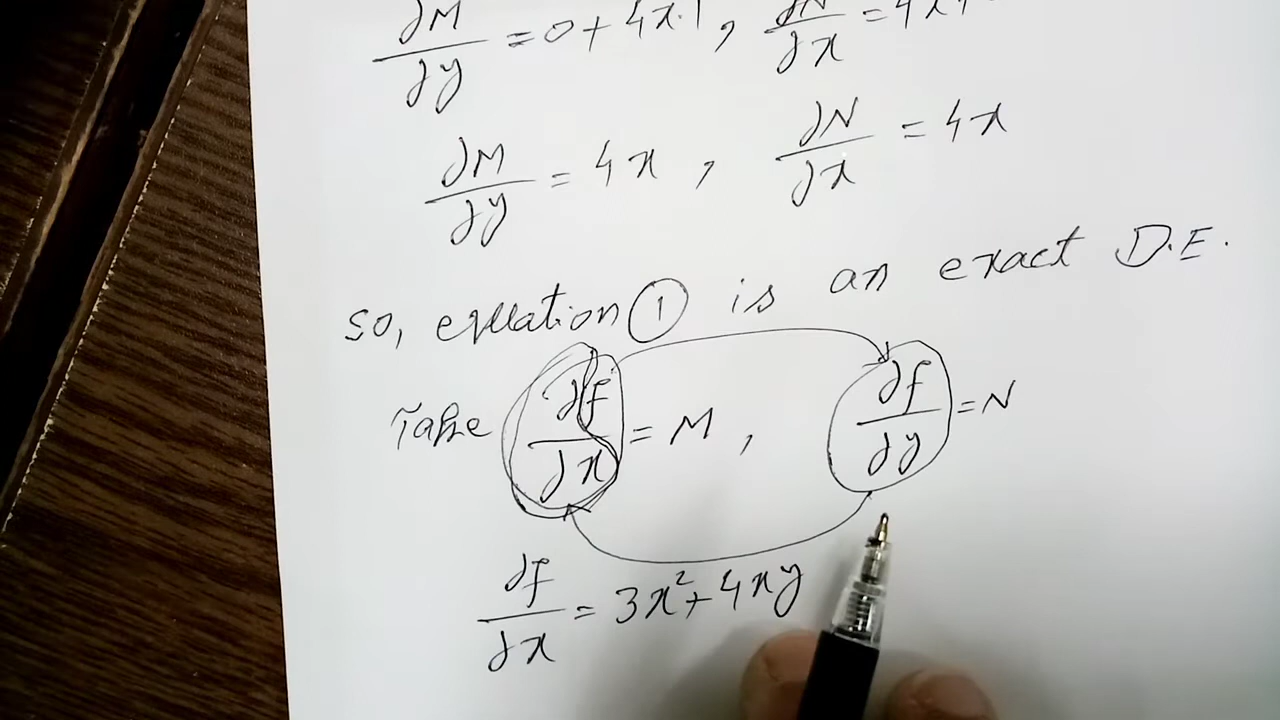 ∂M/∂y = 0 + 4x·1 , ∂N/∂x = 4x+
∂M/∂y = 4x , ∂N/∂x = 4x
so, equation ① is an exact D.E.
Take ∂f/∂x = M , ∂f/∂y = N
∂f/∂x = 3x² + 4xy